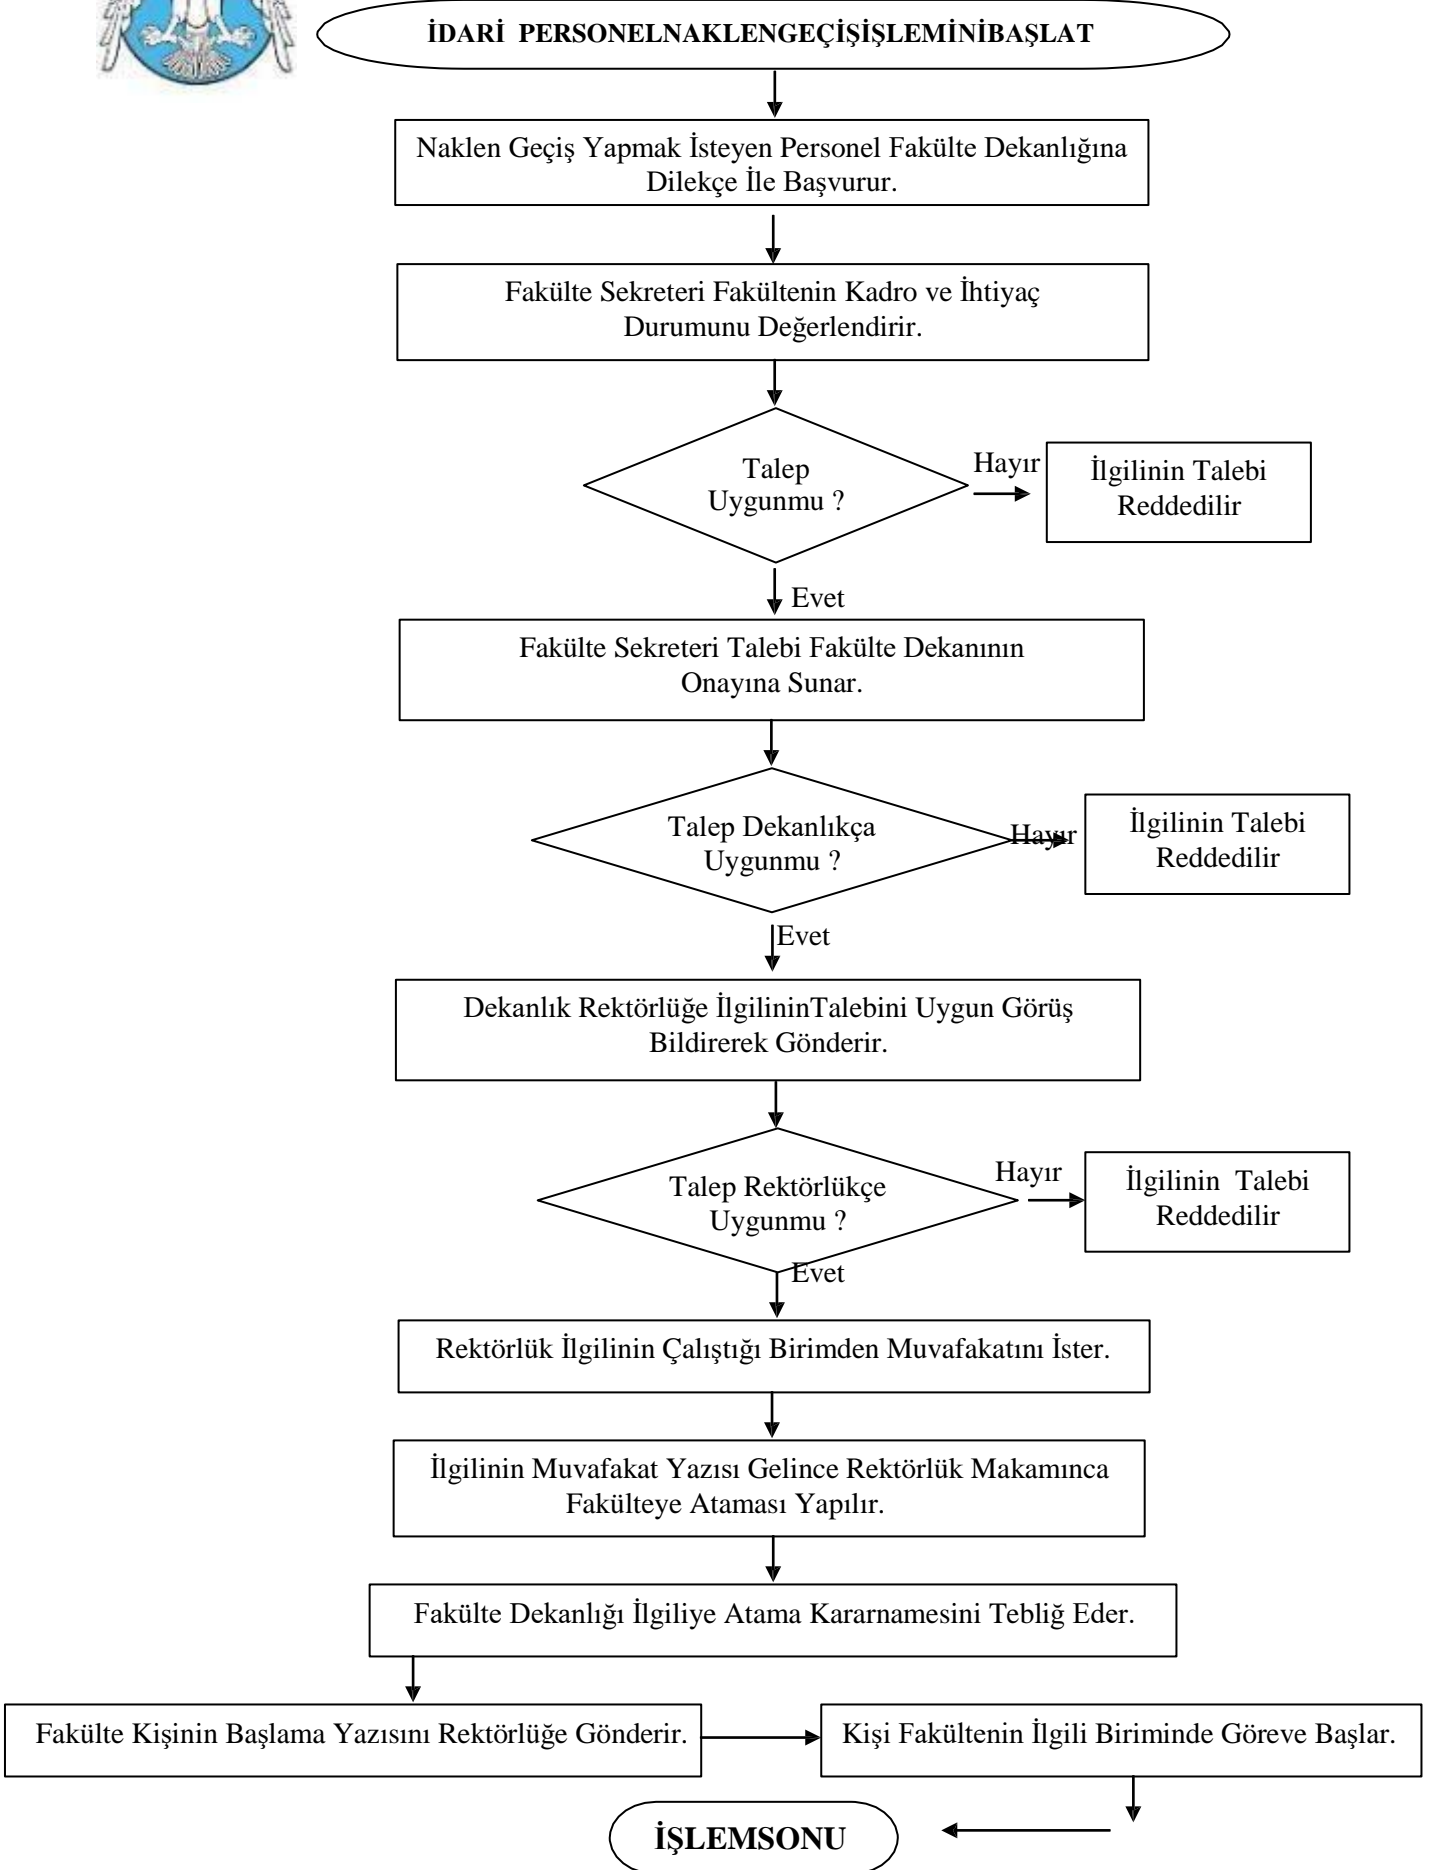 İDARİ  PERSONELNAKLENGEÇİŞİŞLEMİNİBAŞLAT
Naklen Geçiş Yapmak İsteyen Personel Fakülte Dekanlığına
Dilekçe İle Başvurur.
Fakülte Sekreteri Fakültenin Kadro ve İhtiyaç
Durumunu Değerlendirir.
Talep
Uygunmu ?
Hayır
İlgilinin Talebi
Reddedilir
Evet
Fakülte Sekreteri Talebi Fakülte Dekanının
Onayına Sunar.
Talep Dekanlıkça
Uygunmu ?
Hayır
İlgilinin Talebi
Reddedilir
Evet
Dekanlık Rektörlüğe İlgilininTalebini Uygun Görüş
Bildirerek Gönderir.
Talep Rektörlükçe
Uygunmu ?
Hayır
İlgilinin  Talebi
Reddedilir
Evet
Rektörlük İlgilinin Çalıştığı Birimden Muvafakatını İster.
İlgilinin Muvafakat Yazısı Gelince Rektörlük Makamınca
Fakülteye Ataması Yapılır.
Fakülte Dekanlığı İlgiliye Atama Kararnamesini Tebliğ Eder.
Fakülte Kişinin Başlama Yazısını Rektörlüğe Gönderir.
Kişi Fakültenin İlgili Biriminde Göreve Başlar.
İŞLEMSONU